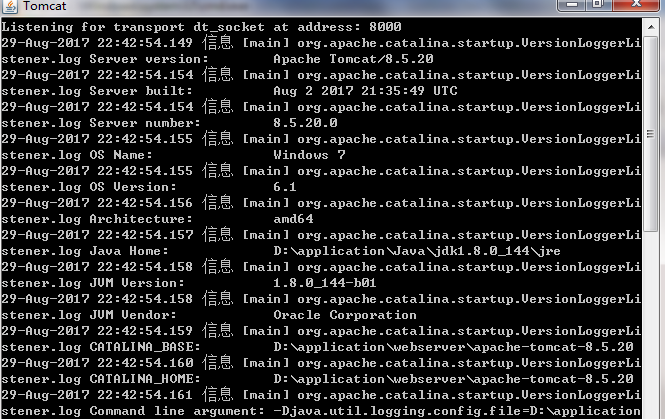 Tomcat
Listening for transport dt_socket at address: 8000
29-Aug-2017 22:42:54.149 信息 [main] org.apache.catalina.startup.VersionLoggerLi
stener.log Server version:        Apache Tomcat/8.5.20
29-Aug-2017 22:42:54.154 信息 [main] org.apache.catalina.startup.VersionLoggerLi
stener.log Server built:          Aug 2 2017 21:35:49 UTC
29-Aug-2017 22:42:54.154 信息 [main] org.apache.catalina.startup.VersionLoggerLi
stener.log Server number:         8.5.20.0
29-Aug-2017 22:42:54.155 信息 [main] org.apache.catalina.startup.VersionLoggerLi
stener.log OS Name:               Windows 7
29-Aug-2017 22:42:54.155 信息 [main] org.apache.catalina.startup.VersionLoggerLi
stener.log OS Version:            6.1
29-Aug-2017 22:42:54.156 信息 [main] org.apache.catalina.startup.VersionLoggerLi
stener.log Architecture:          amd64
29-Aug-2017 22:42:54.157 信息 [main] org.apache.catalina.startup.VersionLoggerLi
stener.log Java Home:             D:\application\Java\jdk1.8.0_144\jre
29-Aug-2017 22:42:54.158 信息 [main] org.apache.catalina.startup.VersionLoggerLi
stener.log JVM Version:           1.8.0_144-b01
29-Aug-2017 22:42:54.158 信息 [main] org.apache.catalina.startup.VersionLoggerLi
stener.log JVM Vendor:            Oracle Corporation
29-Aug-2017 22:42:54.159 信息 [main] org.apache.catalina.startup.VersionLoggerLi
stener.log CATALINA_BASE:         D:\application\webserver\apache-tomcat-8.5.20
29-Aug-2017 22:42:54.160 信息 [main] org.apache.catalina.startup.VersionLoggerLi
stener.log CATALINA_HOME:         D:\application\webserver\apache-tomcat-8.5.20
29-Aug-2017 22:42:54.161 信息 [main] org.apache.catalina.startup.VersionLoggerLi
stener.log Command line argument: -Djava.util.logging.config.file=D:\application